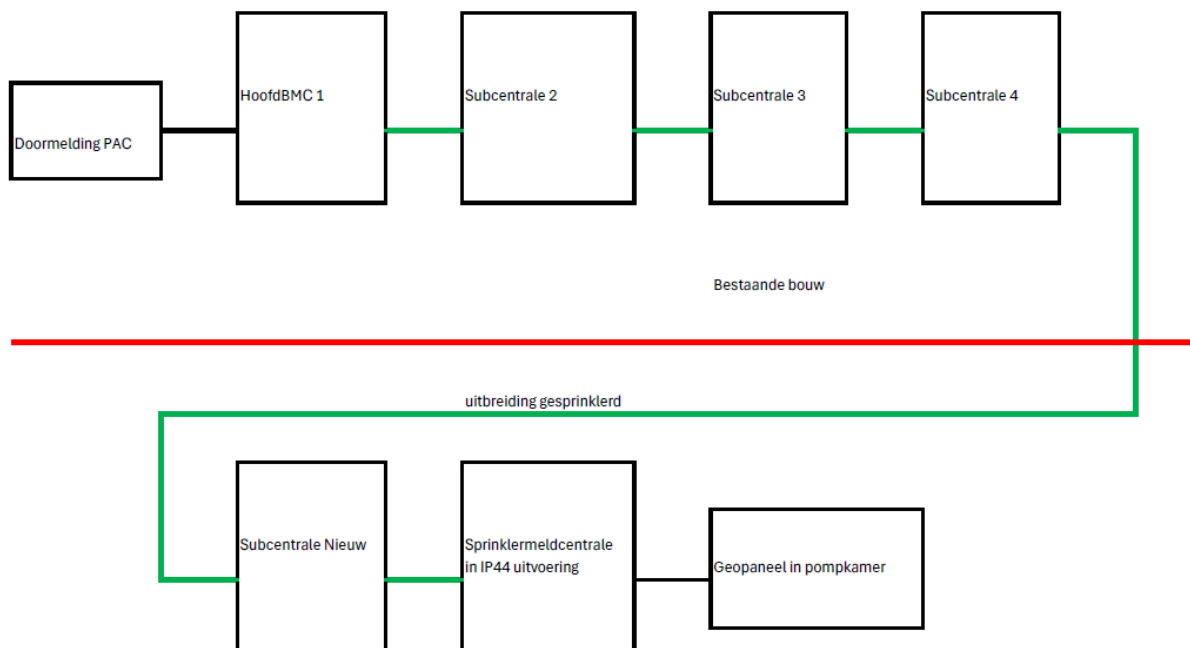 HoofdBMC 1
Subcentrale 2
Subcentrale 3
Subcentrale 4
Doormelding PAC
Bestaande bouw
uitbreiding gesprinklerd
Subcentrale Nieuw
Sprinklermeldcentrale
in IP44 uitvoering
Geopaneel in pompkamer